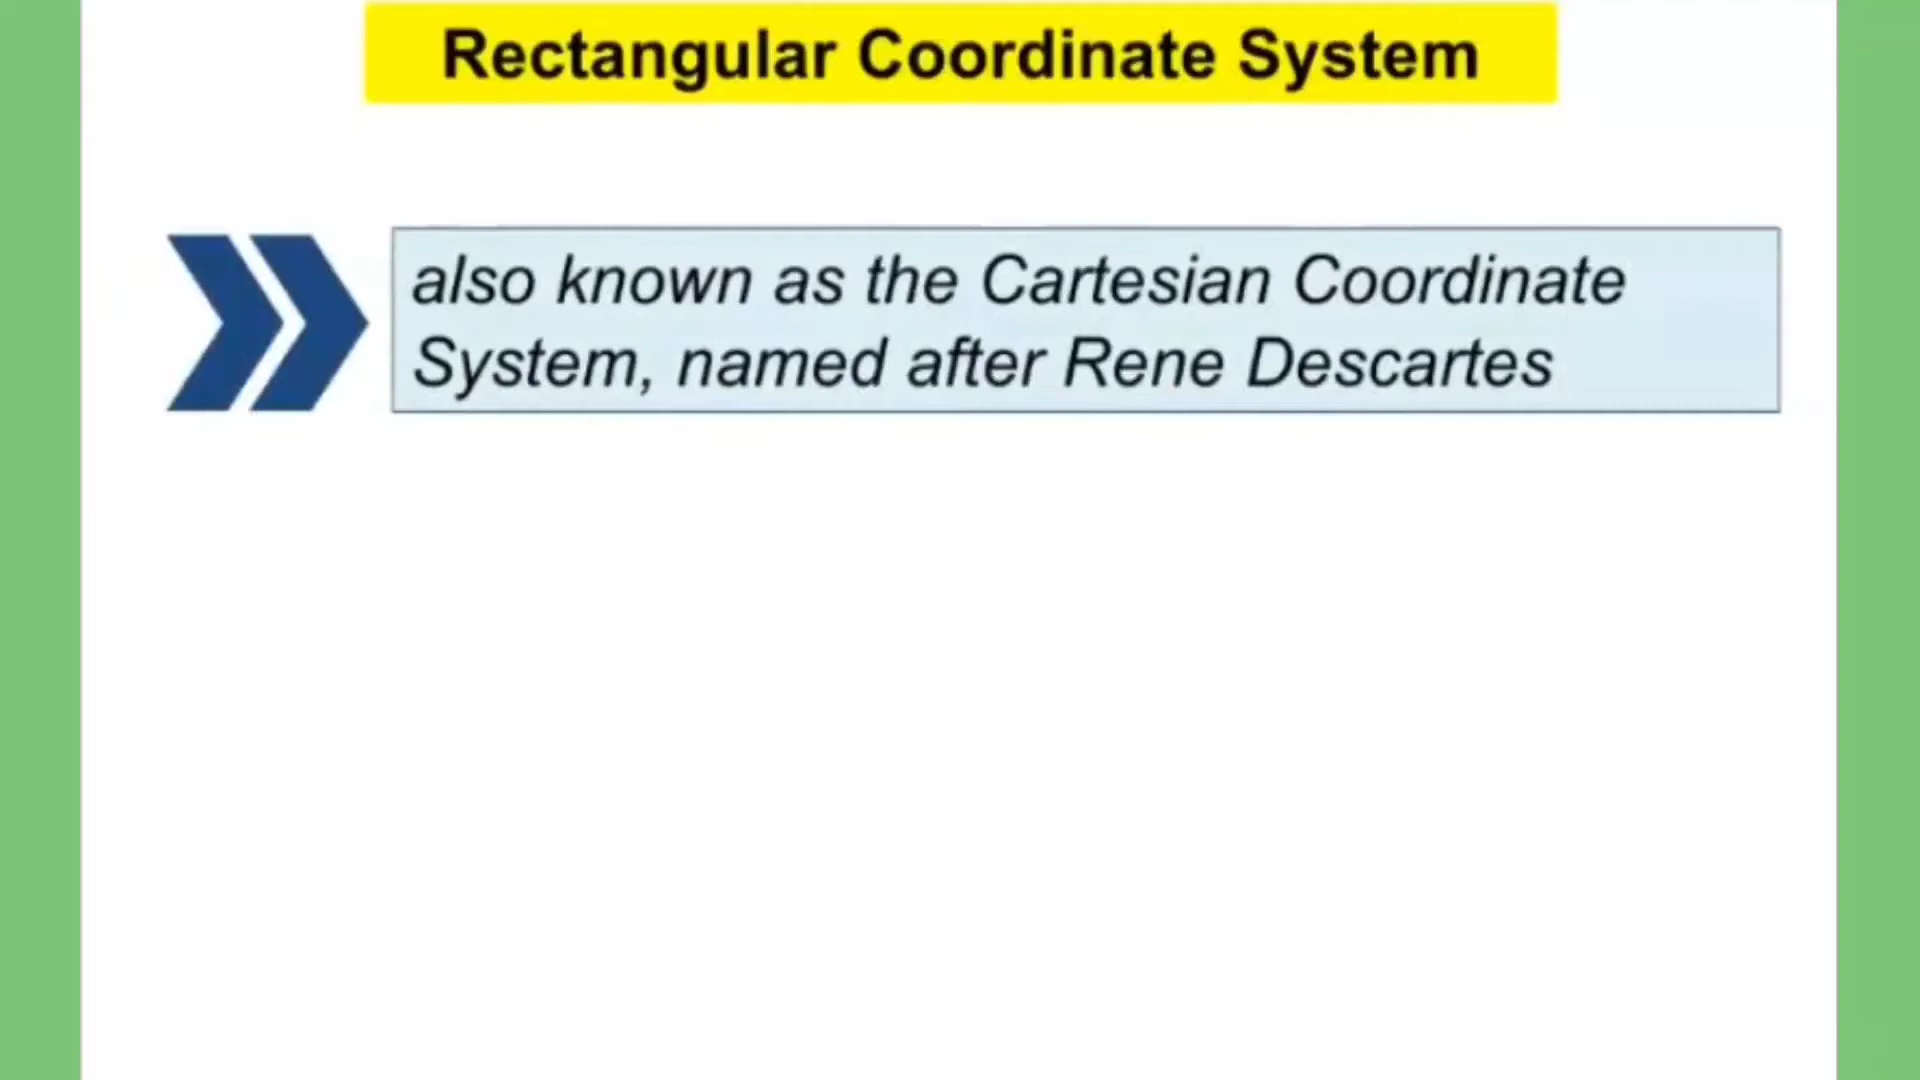 Rectangular Coordinate System
also known as the Cartesian Coordinate
System, named after Rene Descartes